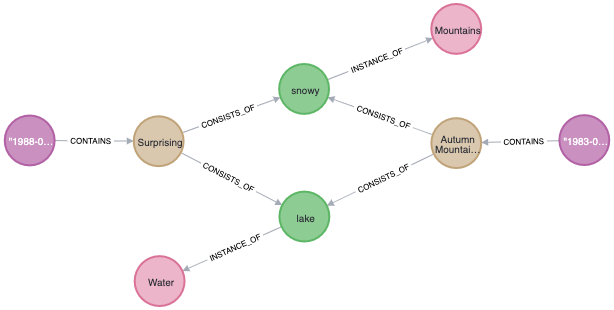 Mountains
INSTANCE_OF
snowy
CONSISTS_OF
CONSISTS_OF
"1988-0...
CONTAINS
Surprising
Autumn
Mountai...
CONTAINS
"1983-0...
CONSISTS_OF
CONSISTS_OF
lake
INSTANCE_OF
Water